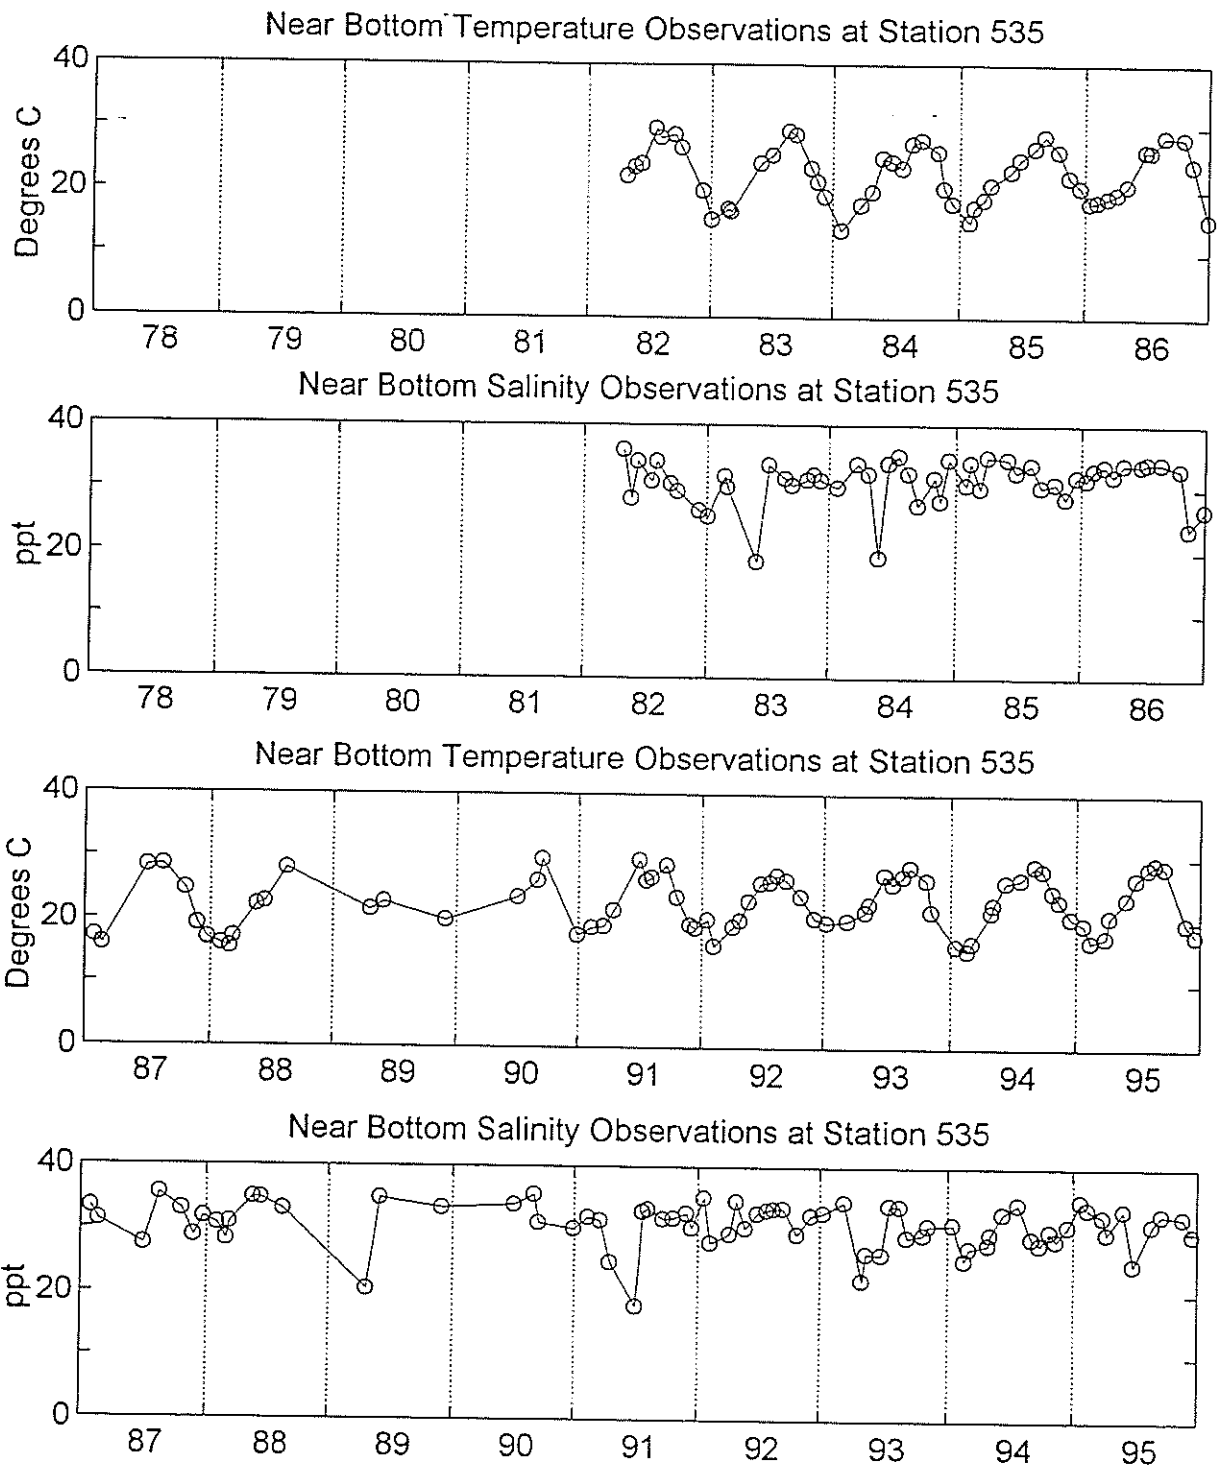 Near Bottom Temperature Observations at Station 535
40
Degrees C
20
0
78 79 80 81 82 83 84 85 86
Near Bottom Salinity Observations at Station 535
40
ppt
20
0
78 79 80 81 82 83 84 85 86
Near Bottom Temperature Observations at Station 535
40
Degrees C
20
0
87 88 89 90 91 92 93 94 95
Near Bottom Salinity Observations at Station 535
40
ppt
20
0
87 88 89 90 91 92 93 94 95